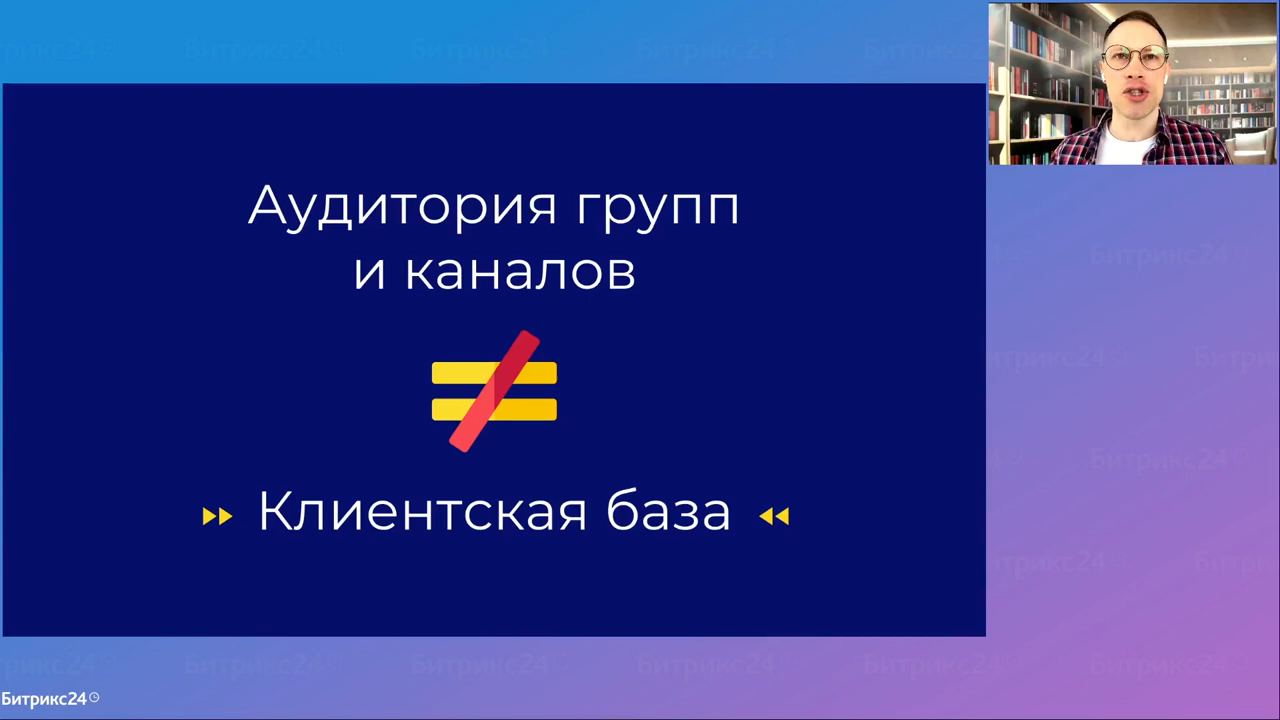 Аудитория групп
и каналов
Клиентская база
Битрикс24